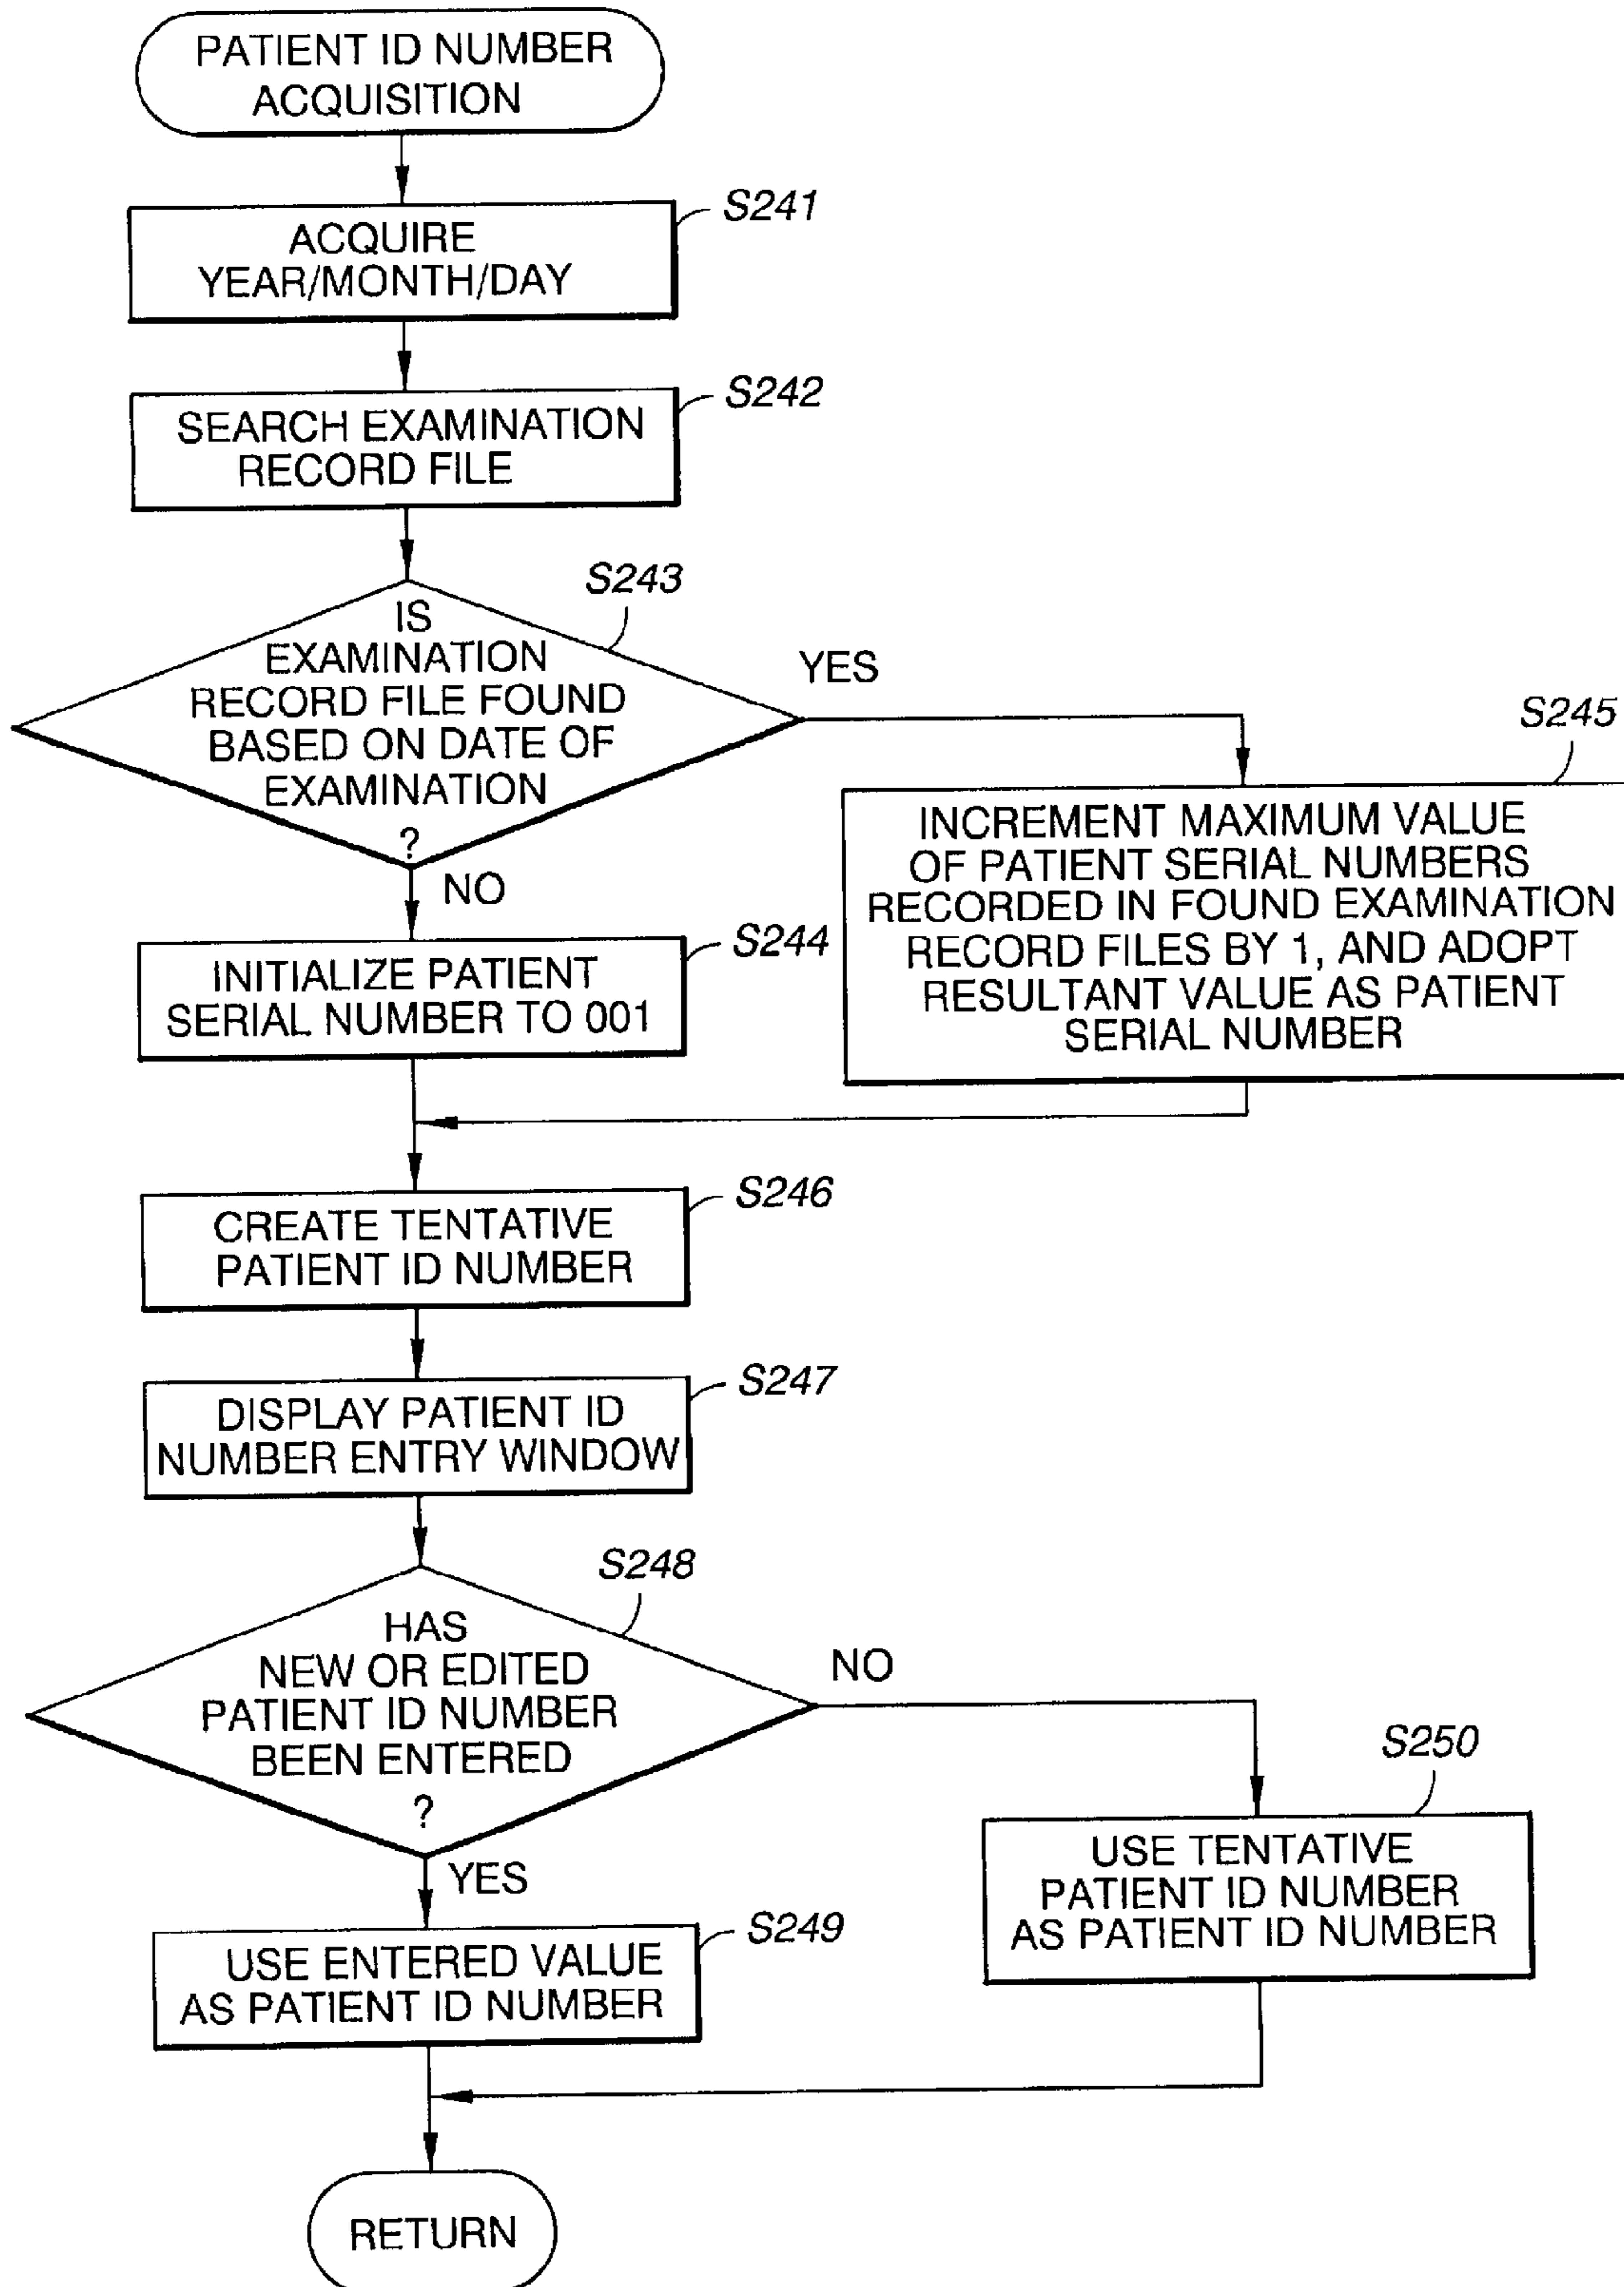 PATIENT ID NUMBER
ACQUISITION
S241
ACQUIRE
YEAR/MONTH/DAY
S242
SEARCH EXAMINATION
RECORD FILE
S243
IS
EXAMINATION
RECORD FILE FOUND
BASED ON DATE OF
EXAMINATION
?
YES
NO
S244
INITIALIZE PATIENT
SERIAL NUMBER TO 001
S245
INCREMENT MAXIMUM VALUE
OF PATIENT SERIAL NUMBERS
RECORDED IN FOUND EXAMINATION
RECORD FILES BY 1, AND ADOPT
RESULTANT VALUE AS PATIENT
SERIAL NUMBER
S246
CREATE TENTATIVE
PATIENT ID NUMBER
S247
DISPLAY PATIENT ID
NUMBER ENTRY WINDOW
S248
HAS
NEW OR EDITED
PATIENT ID NUMBER
BEEN ENTERED
?
NO
YES
S249
USE ENTERED VALUE
AS PATIENT ID NUMBER
S250
USE TENTATIVE
PATIENT ID NUMBER
AS PATIENT ID NUMBER
RETURN